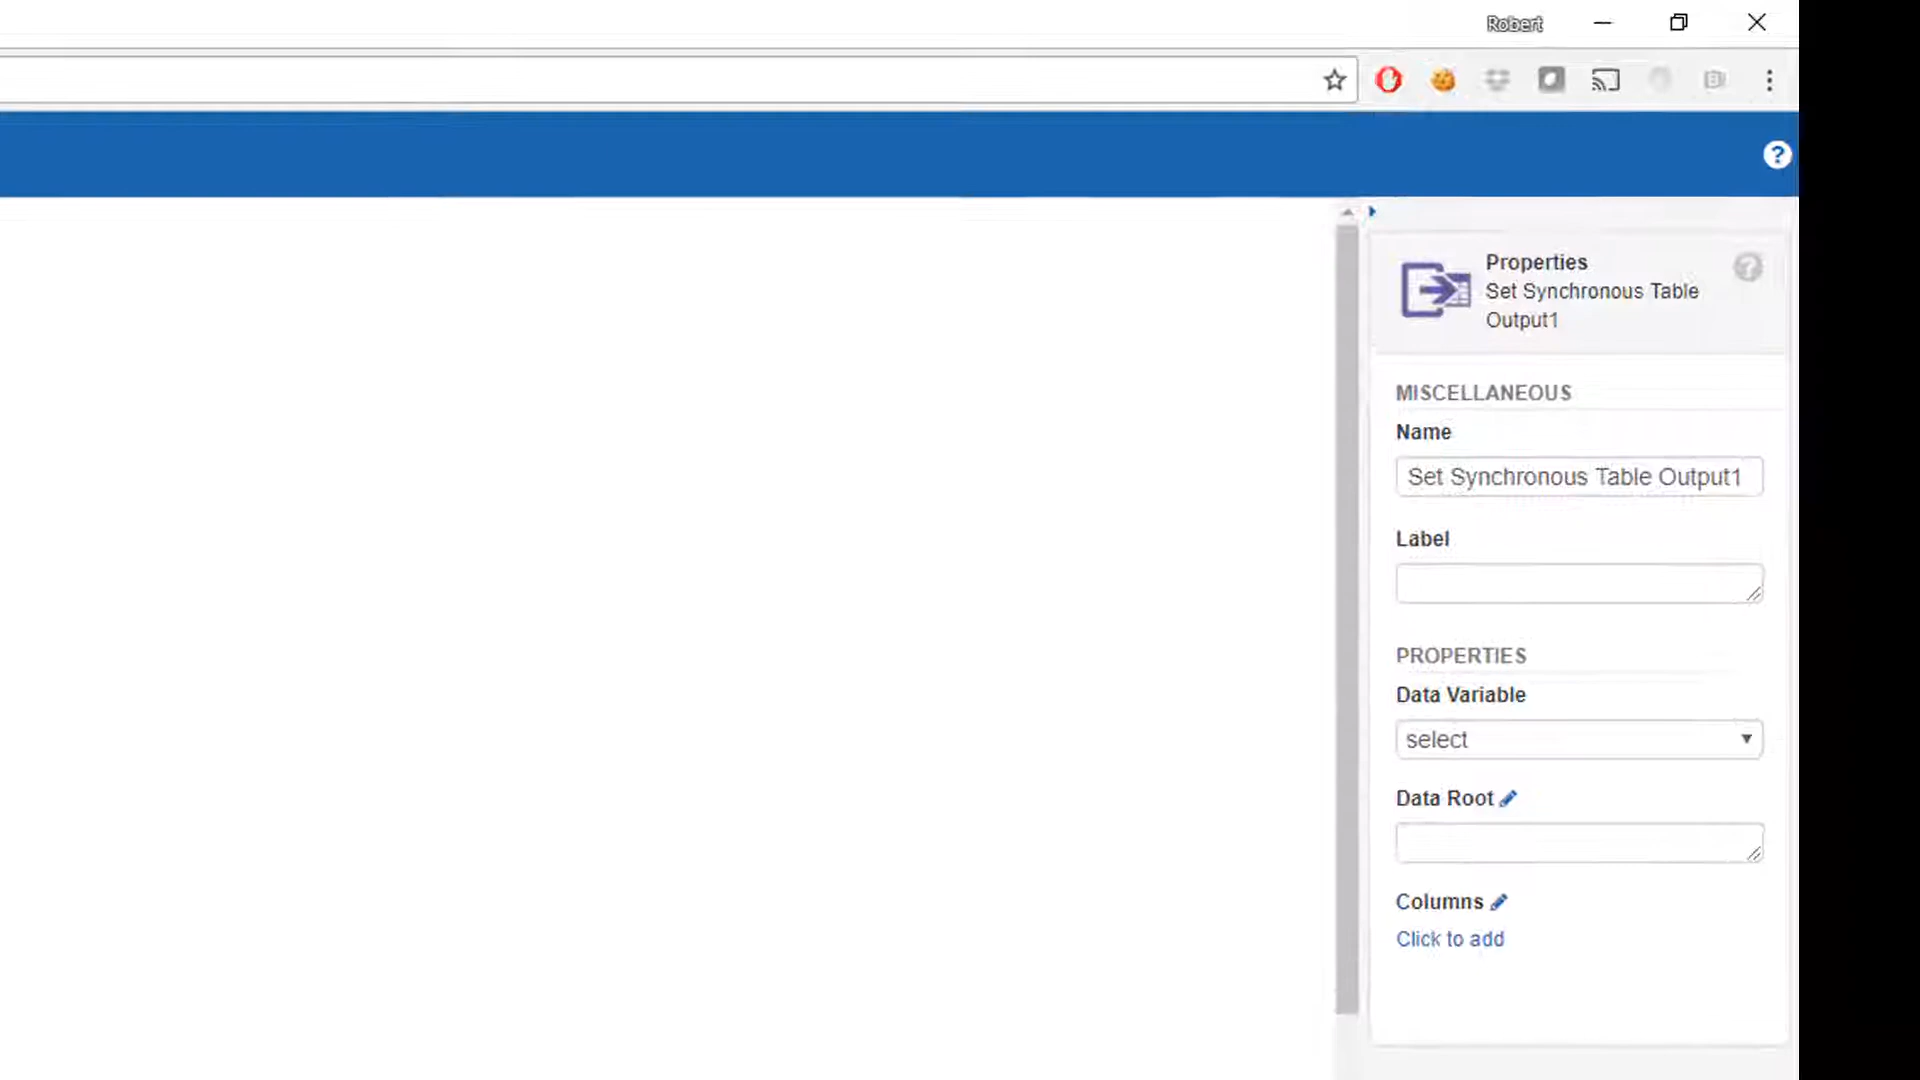 Robert
Properties
Set Synchronous Table
Output1
MISCELLANEOUS
Name
Set Synchronous Table Output1
Label
PROPERTIES
Data Variable
select
Data Root
Columns
Click to add